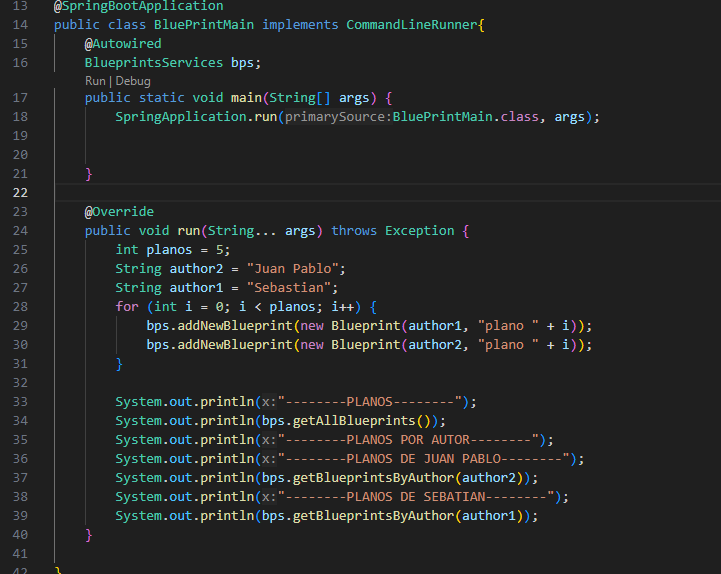 13 @SpringBootApplication
14 public class BluePrintMain implements CommandLineRunner{
15 @Autowired
16 BlueprintsServices bps;
Run | Debug
17 public static void main(String[] args) {
18 SpringApplication.run(primarySource:BluePrintMain.class, args);
19
20
21 }
22
23 @Override
24 public void run(String... args) throws Exception {
25 int planos = 5;
26 String author2 = "Juan Pablo";
27 String author1 = "Sebastian";
28 for (int i = 0; i < planos; i++) {
29 bps.addNewBlueprint(new Blueprint(author1, "plano " + i));
30 bps.addNewBlueprint(new Blueprint(author2, "plano " + i));
31 }
32
33 System.out.println(x:"--------PLANOS--------");
34 System.out.println(bps.getAllBlueprints());
35 System.out.println(x:"--------PLANOS POR AUTOR--------");
36 System.out.println(x:"--------PLANOS DE JUAN PABLO--------");
37 System.out.println(bps.getBlueprintsByAuthor(author2));
38 System.out.println(x:"--------PLANOS DE SEBATIAN--------");
39 System.out.println(bps.getBlueprintsByAuthor(author1));
40 }
41
42 }